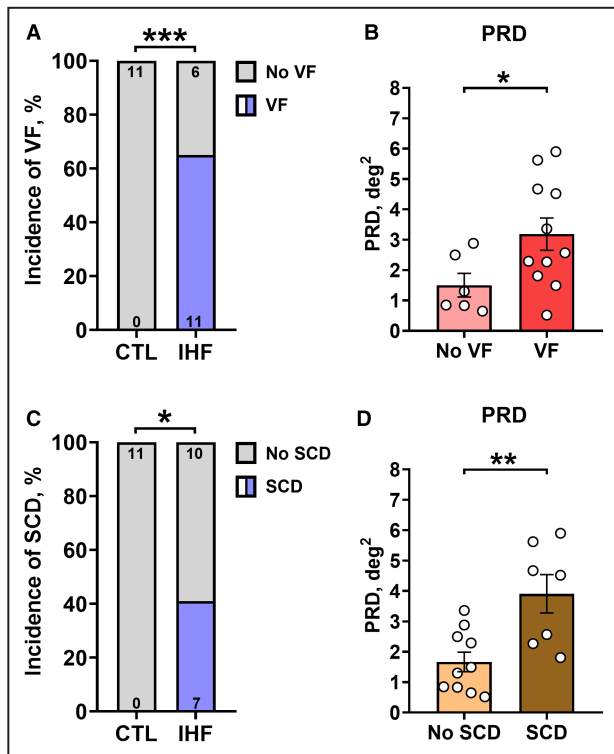 A
***
100
80
60
40
20
0
Incidence of VF, %
11
6
0
11
CTL
IHF
No VF
VF
B
PRD
*
8
7
6
5
4
3
2
1
0
PRD, deg²
No VF
VF
C
*
100
80
60
40
20
0
Incidence of SCD, %
11
10
0
7
CTL
IHF
No SCD
SCD
D
PRD
**
8
7
6
5
4
3
2
1
0
PRD, deg²
No SCD
SCD